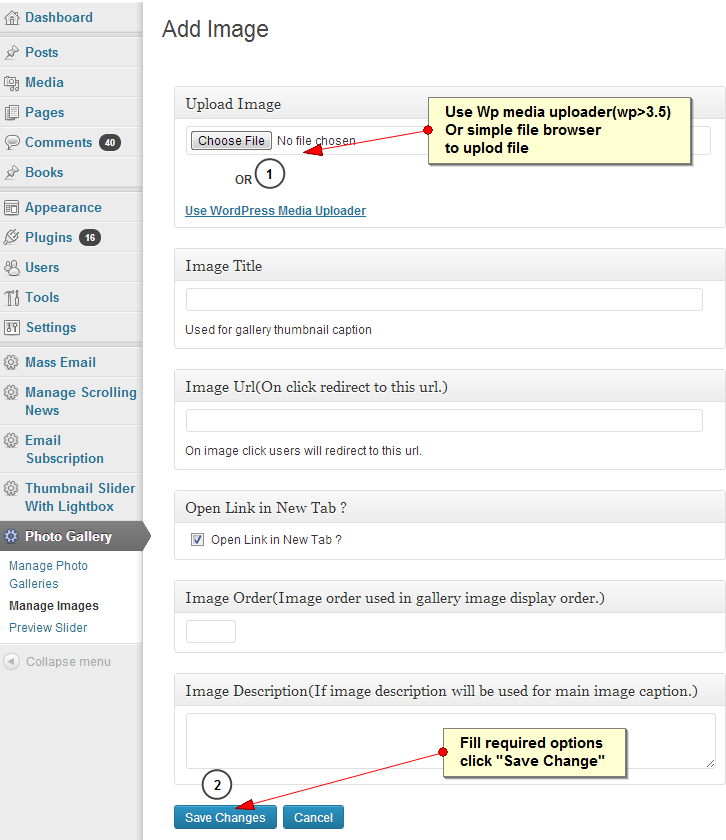 Dashboard
Posts
Media
Pages
Comments 40
Books
Appearance
Plugins 16
Users
Tools
Settings
Mass Email
Manage Scrolling
News
Email
Subscription
Thumbnail Slider
With Lightbox
Photo Gallery
Manage Photo
Galleries
Manage Images
Preview Slider
Collapse menu
Add Image
Upload Image
Choose File No file chosen
Use Wp media uploader(wp>3.5)
Or simple file browser
to uplod file
OR 1
Use WordPress Media Uploader
Image Title
Used for gallery thumbnail caption
Image Url(On click redirect to this url.)
On image click users will redirect to this url.
Open Link in New Tab ?
Open Link in New Tab ?
Image Order(Image order used in gallery image display order.)
Image Description(If image description will be used for main image caption.)
Fill required options
click "Save Change"
2
Save Changes Cancel